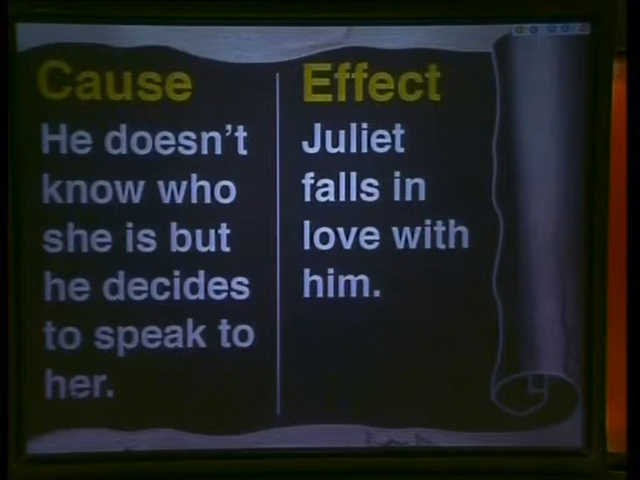 Cause
He doesn't
know who
she is but
he decides
to speak to
her.
Effect
Juliet
falls in
love with
him.